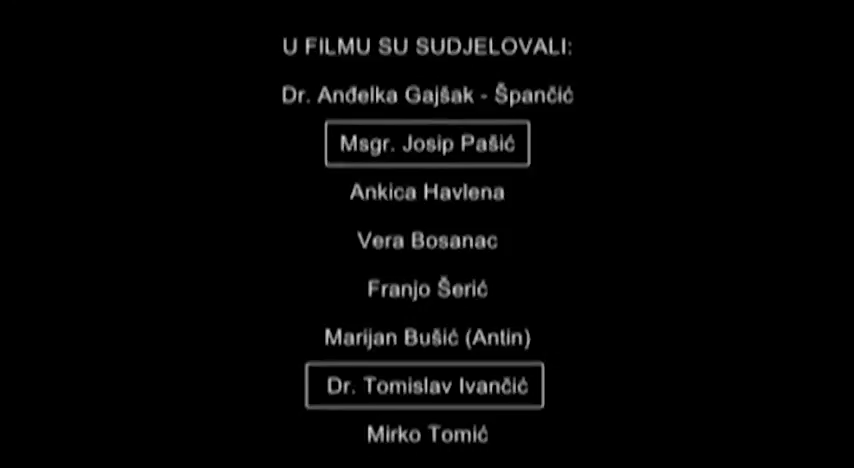 U FILMU SU SUDJELOVALI:
Dr. Anđelka Gajšak - Špančić
Msgr. Josip Pašić
Ankica Havlena
Vera Bosanac
Franjo Šerić
Marijan Bušić (Antin)
Dr. Tomislav Ivančić
Mirko Tomić